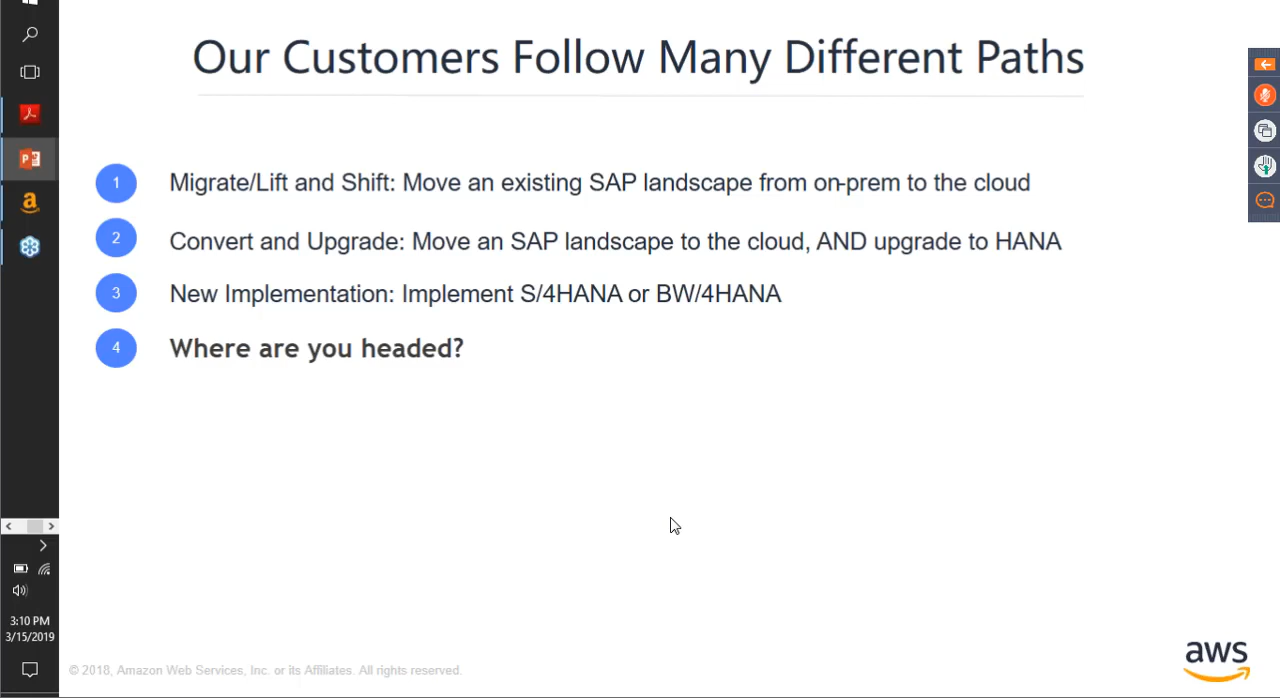 Our Customers Follow Many Different Paths
1 Migrate/Lift and Shift: Move an existing SAP landscape from on-prem to the cloud
2 Convert and Upgrade: Move an SAP landscape to the cloud, AND upgrade to HANA
3 New Implementation: Implement S/4HANA or BW/4HANA
4 Where are you headed?
3:10 PM
3/15/2019
© 2018, Amazon Web Services, Inc. or its Affiliates. All rights reserved.
aws